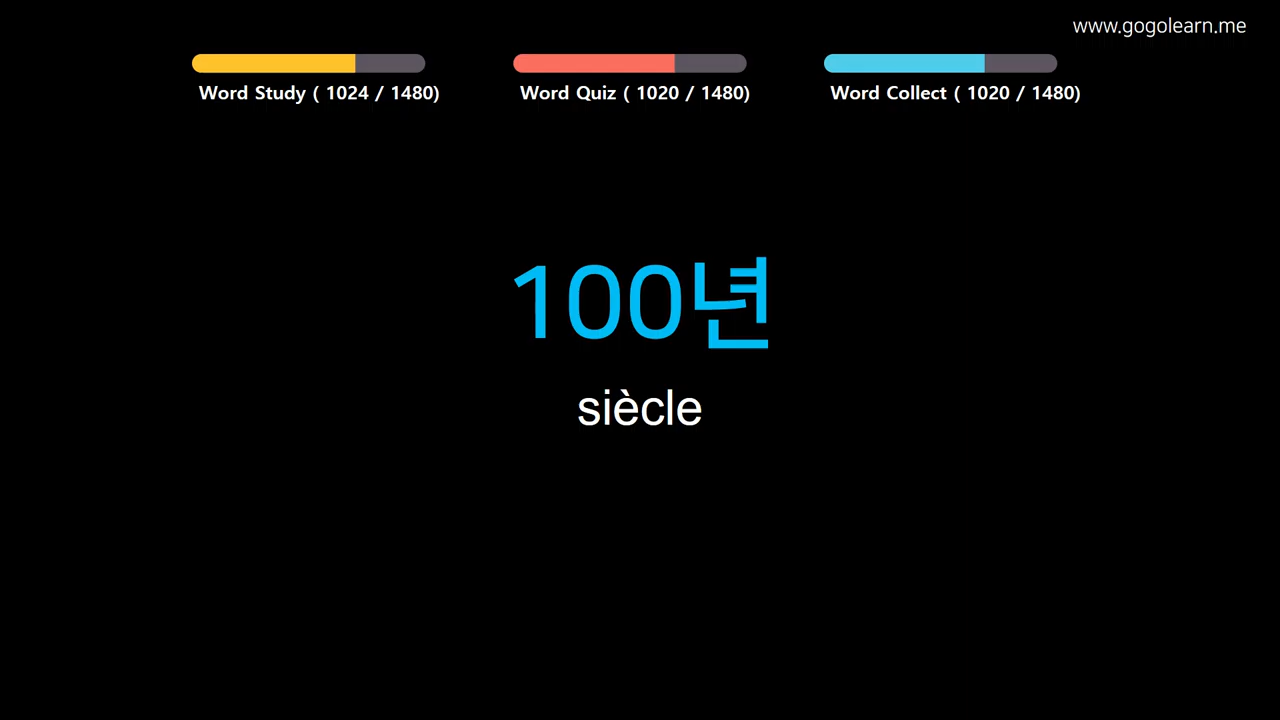 www.gogolearn.me
Word Study ( 1024 / 1480)
Word Quiz ( 1020 / 1480)
Word Collect ( 1020 / 1480)
100년
siècle